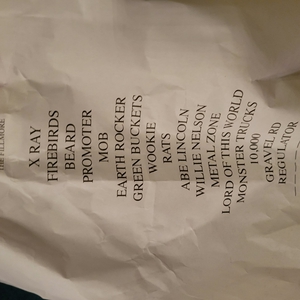 THE FILLMORE
X RAY
FIREBIRDS
BEARD
PROMOTER
MOB
EARTH ROCKER
GREEN BUCKETS
WOOKIE
RATS
ABE LINCOLN
WILLIE NELSON
METAL ZONE
LORD OF THIS WORLD
MONSTER TRUCKS
10,000
GRAVEL RD
REGULATOR